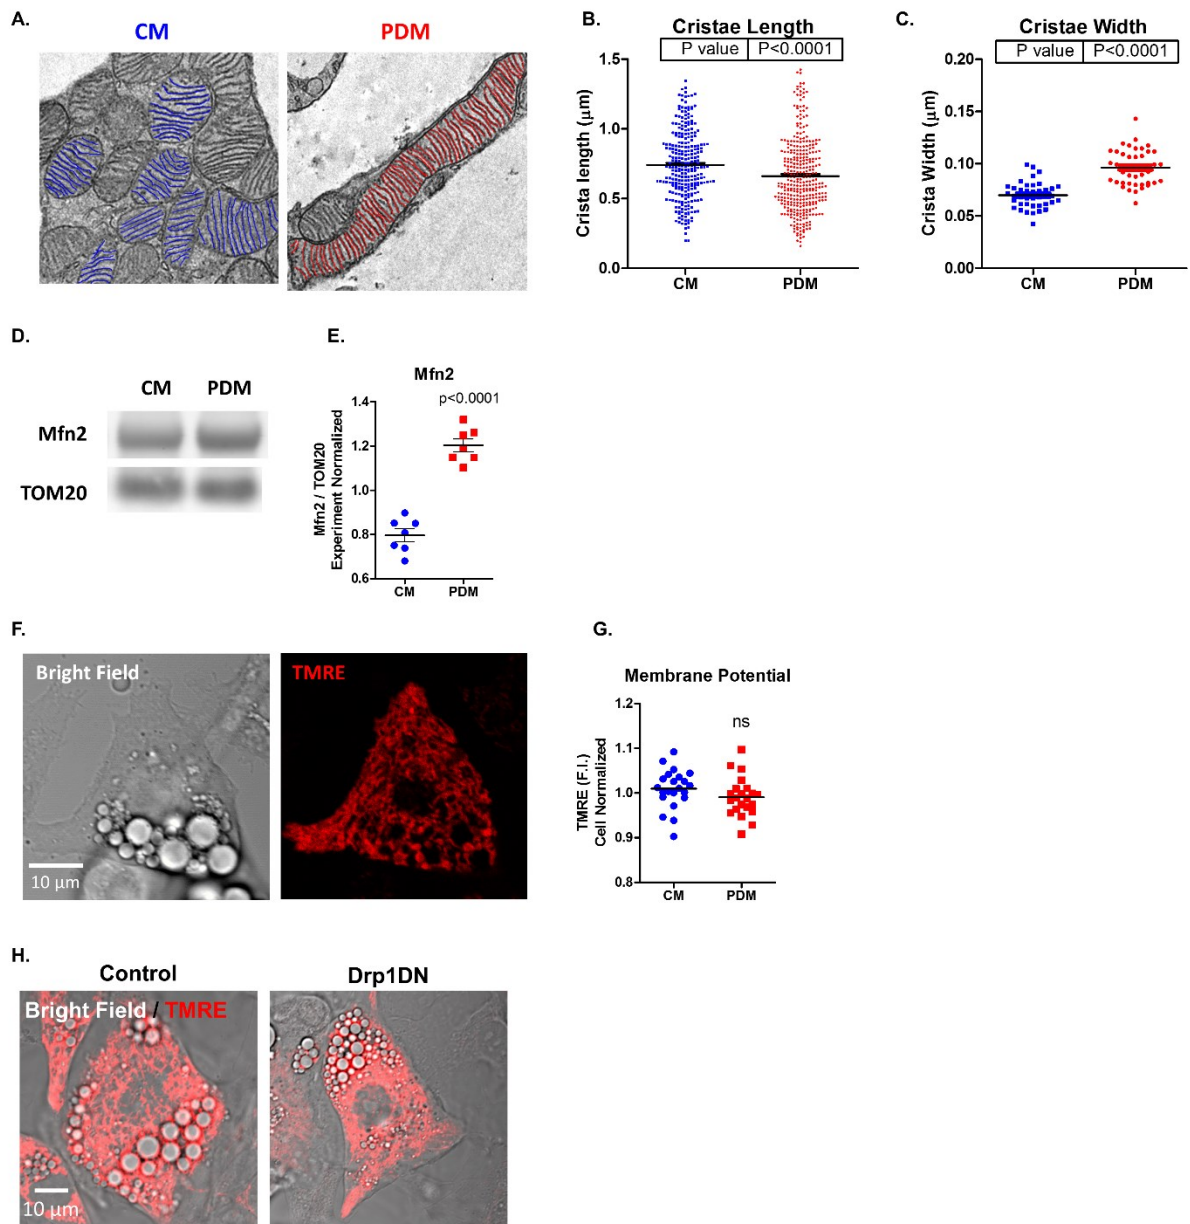 A.
CM
PDM
B.
Cristae Length
P value P<0.0001
Crista length (μm)
1.5
1.0
0.5
0.0
CM PDM
C.
Cristae Width
P value P<0.0001
Crista Width (μm)
0.20
0.15
0.10
0.05
0.00
CM PDM
D.
CM PDM
Mfn2
TOM20
E.
Mfn2
p<0.0001
Mfn2 / TOM20
Experiment Normalized
1.4
1.2
1.0
0.8
0.6
CM PDM
F.
Bright Field
10 μm
TMRE
G.
Membrane Potential
ns
TMRE (F.I.)
Cell Normalized
1.2
1.1
1.0
0.9
0.8
CM PDM
H.
Control
Bright Field / TMRE
10 μm
Drp1DN